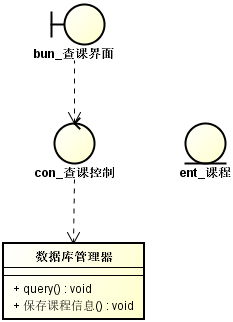 bun_查课界面
con_查课控制
ent_课程
数据库管理器
+ query() : void
+ 保存课程信息() : void